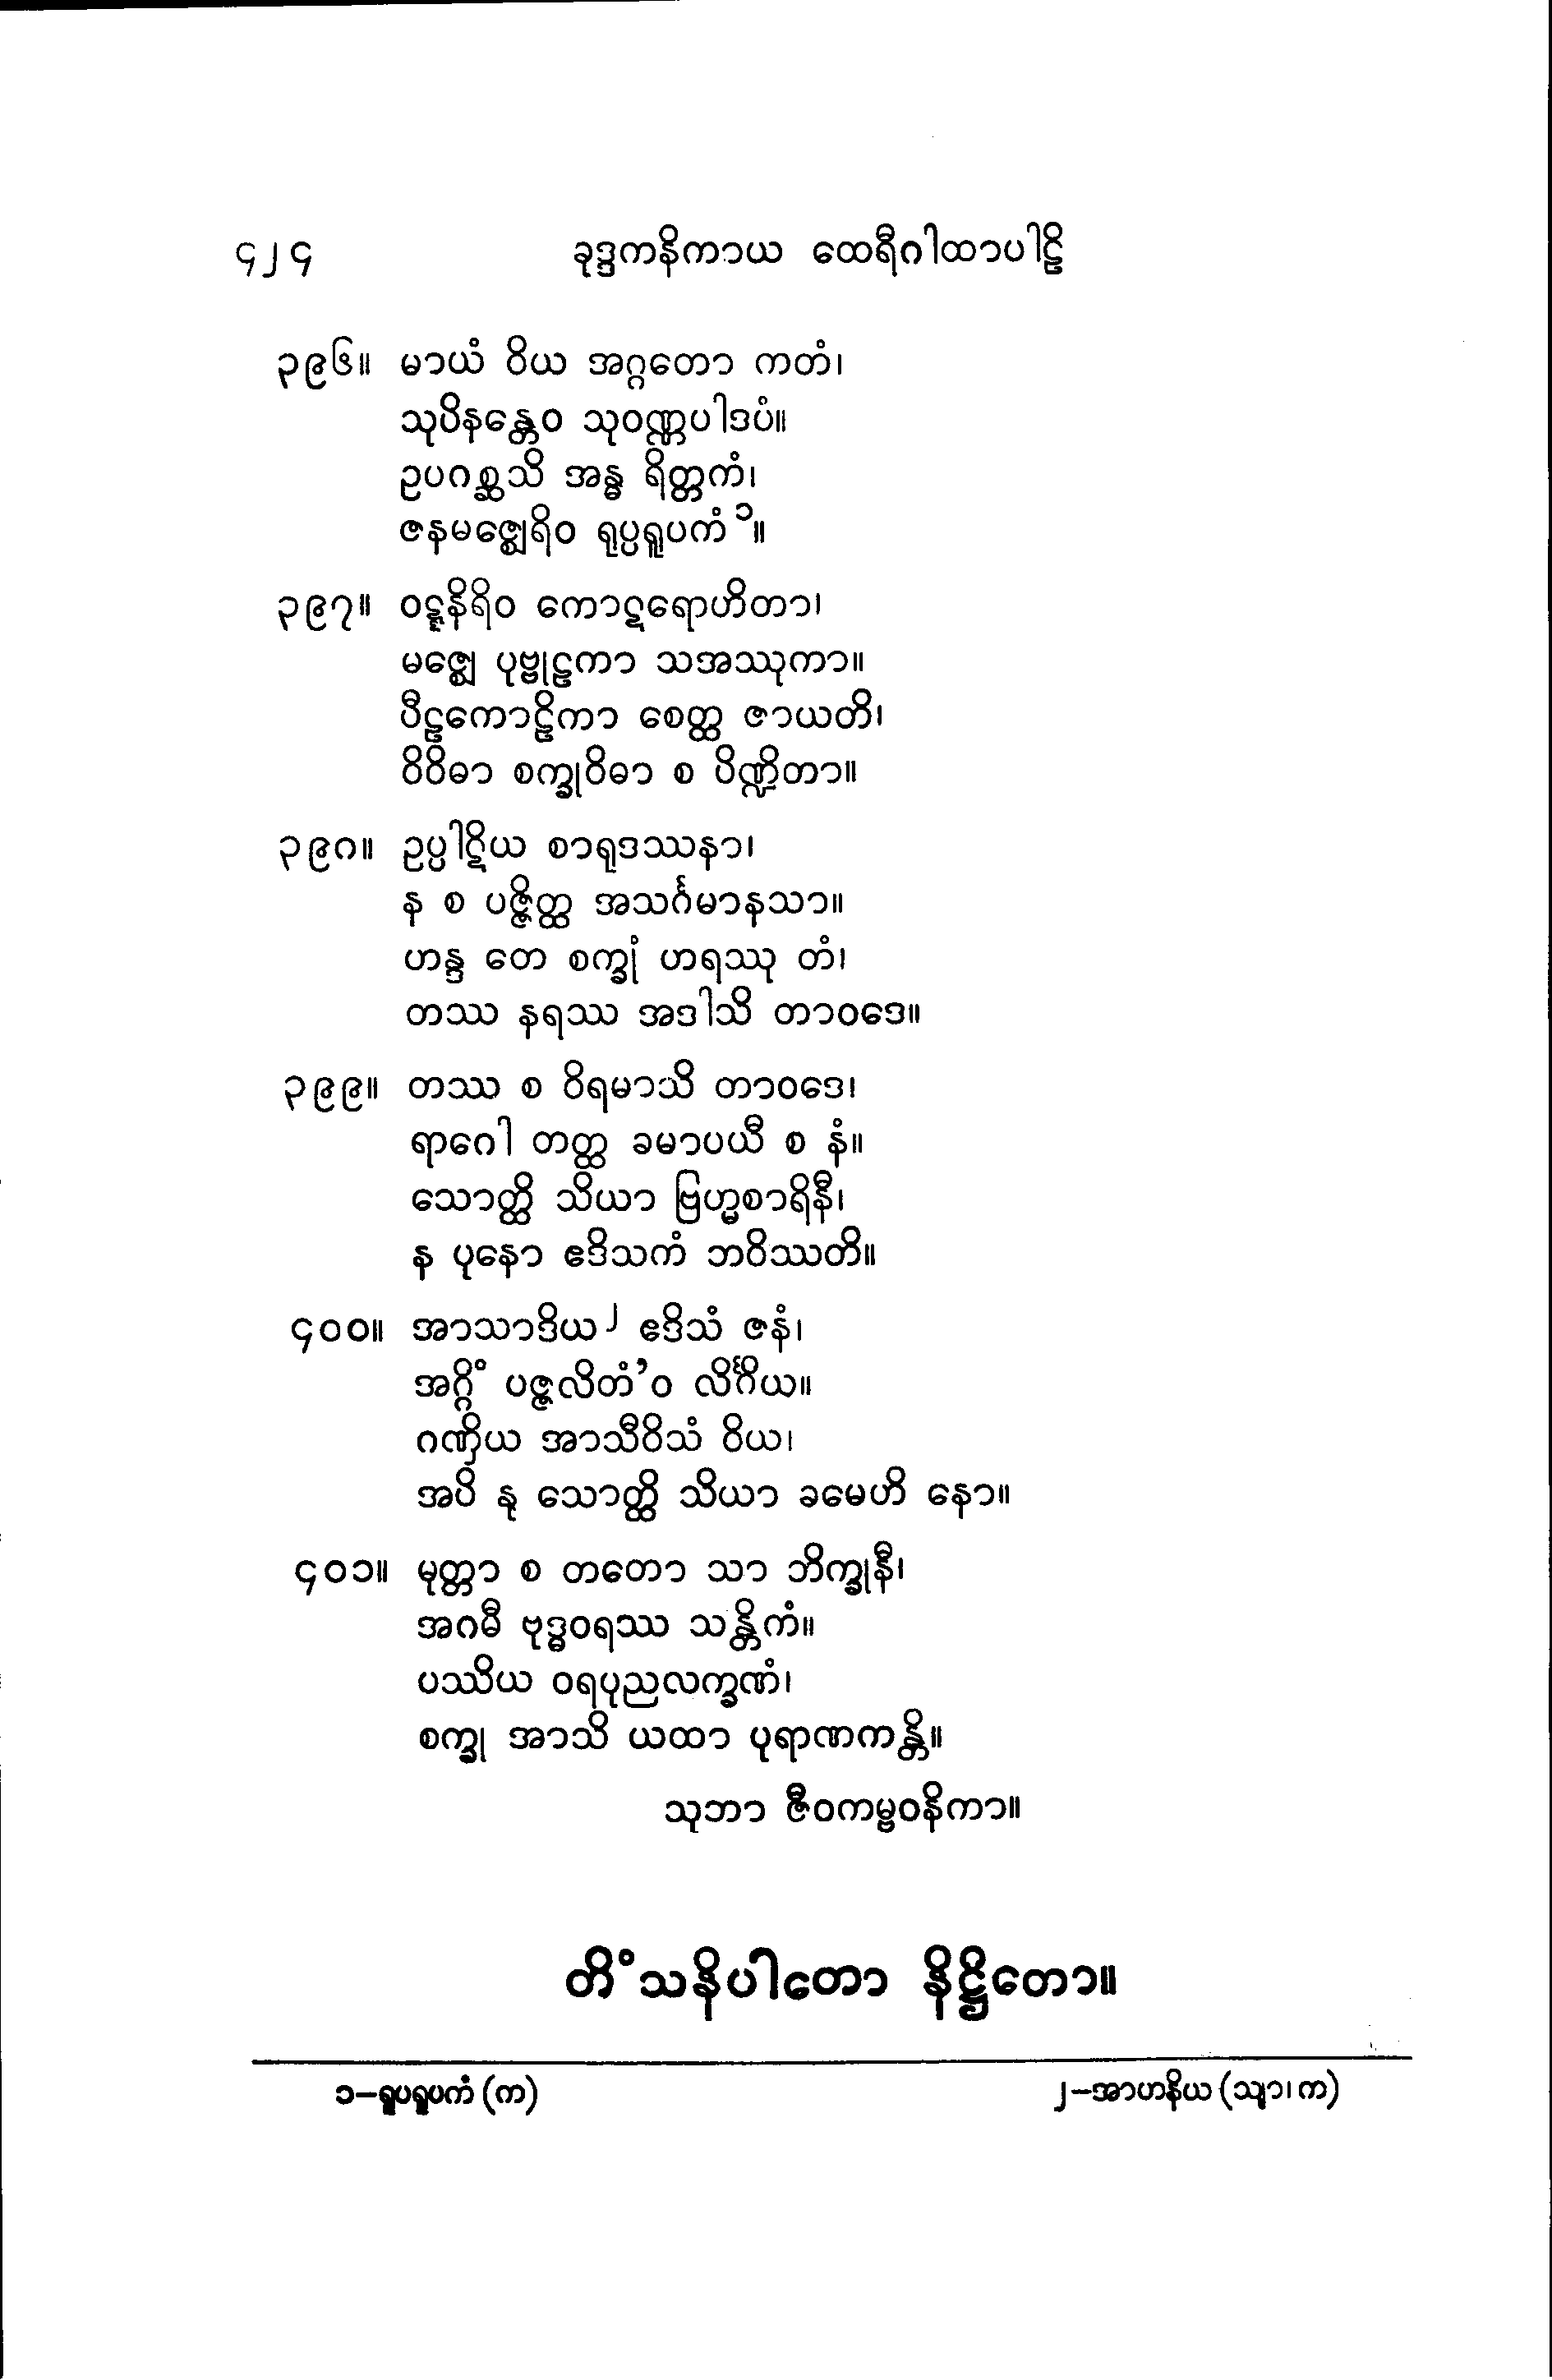 ၄၂၄ ခုဒ္ဒကနိကာယ ထေရီဂါထာပါဠိ
၃၉၆။ မာယံ ဝိယ အဂ္ဂတော ကတံ၊
သုပိနန္တေဝ သုဝဏ္ဏပါဒပံ။
ဥပဂစ္ဆသိ အန္ဓ ရိတ္တကံ၊
ဇနမဇ္ဈေရိဝ ရုပ္ပရူပကံ ၁။
၃၉၇။ ဝဋ္ဋနိရိဝ ကောဋရောဟိတာ၊
မဇ္ဈေ ပုဗ္ဗုဠကာ သအဿုကာ။
ပီဠကောဠိကာ စေတ္ထ ဇာယတိ၊
ဝိဝိဓာ စက္ခုဝိဓာ စ ပိဏ္ဍိတာ။
၃၉၈။ ဥပ္ပါဋိယ စာရုဒဿနာ၊
န စ ပဇ္ဇိတ္ထ အသင်္ဂမာနသာ။
ဟန္ဒ တေ စက္ခုံ ဟရဿု တံ၊
တဿ နရဿ အဒါသိ တာဝဒေ။
၃၉၉။ တဿ စ ဝိရမာသိ တာဝဒေ၊
ရာဂေါ တတ္ထ ခမာပယီ စ နံ။
သောတ္ထိ သိယာ ဗြဟ္မစာရိနီ၊
န ပုနော ဧဒိသကံ ဘဝိဿတိ။
၄၀၀။ အာသာဒိယ ၂ ဧဒိသံ ဇနံ၊
အဂ္ဂိံ ပဇ္ဇလိတံ’ဝ လိင်္ဂိယ။
ဂဏှိယ အာသီဝိသံ ဝိယ၊
အပိ နု သောတ္ထိ သိယာ ခမေဟိ နော။
၄၀၁။ မုတ္တာ စ တတော သာ ဘိက္ခုနီ၊
အဂမီ ဗုဒ္ဓဝရဿ သန္တိကံ။
ပဿိယ ဝရပုညလက္ခဏံ၊
စက္ခု အာသိ ယထာ ပုရာဏကန္တိ။
သုဘာ ဇီဝကမ္ဗဝနိကာ။
တိံသနိပါတော နိဋ္ဌိတော။
၁–ရူပရူပကံ (က) ၂–အာဟနိယ (သျာ၊ က)